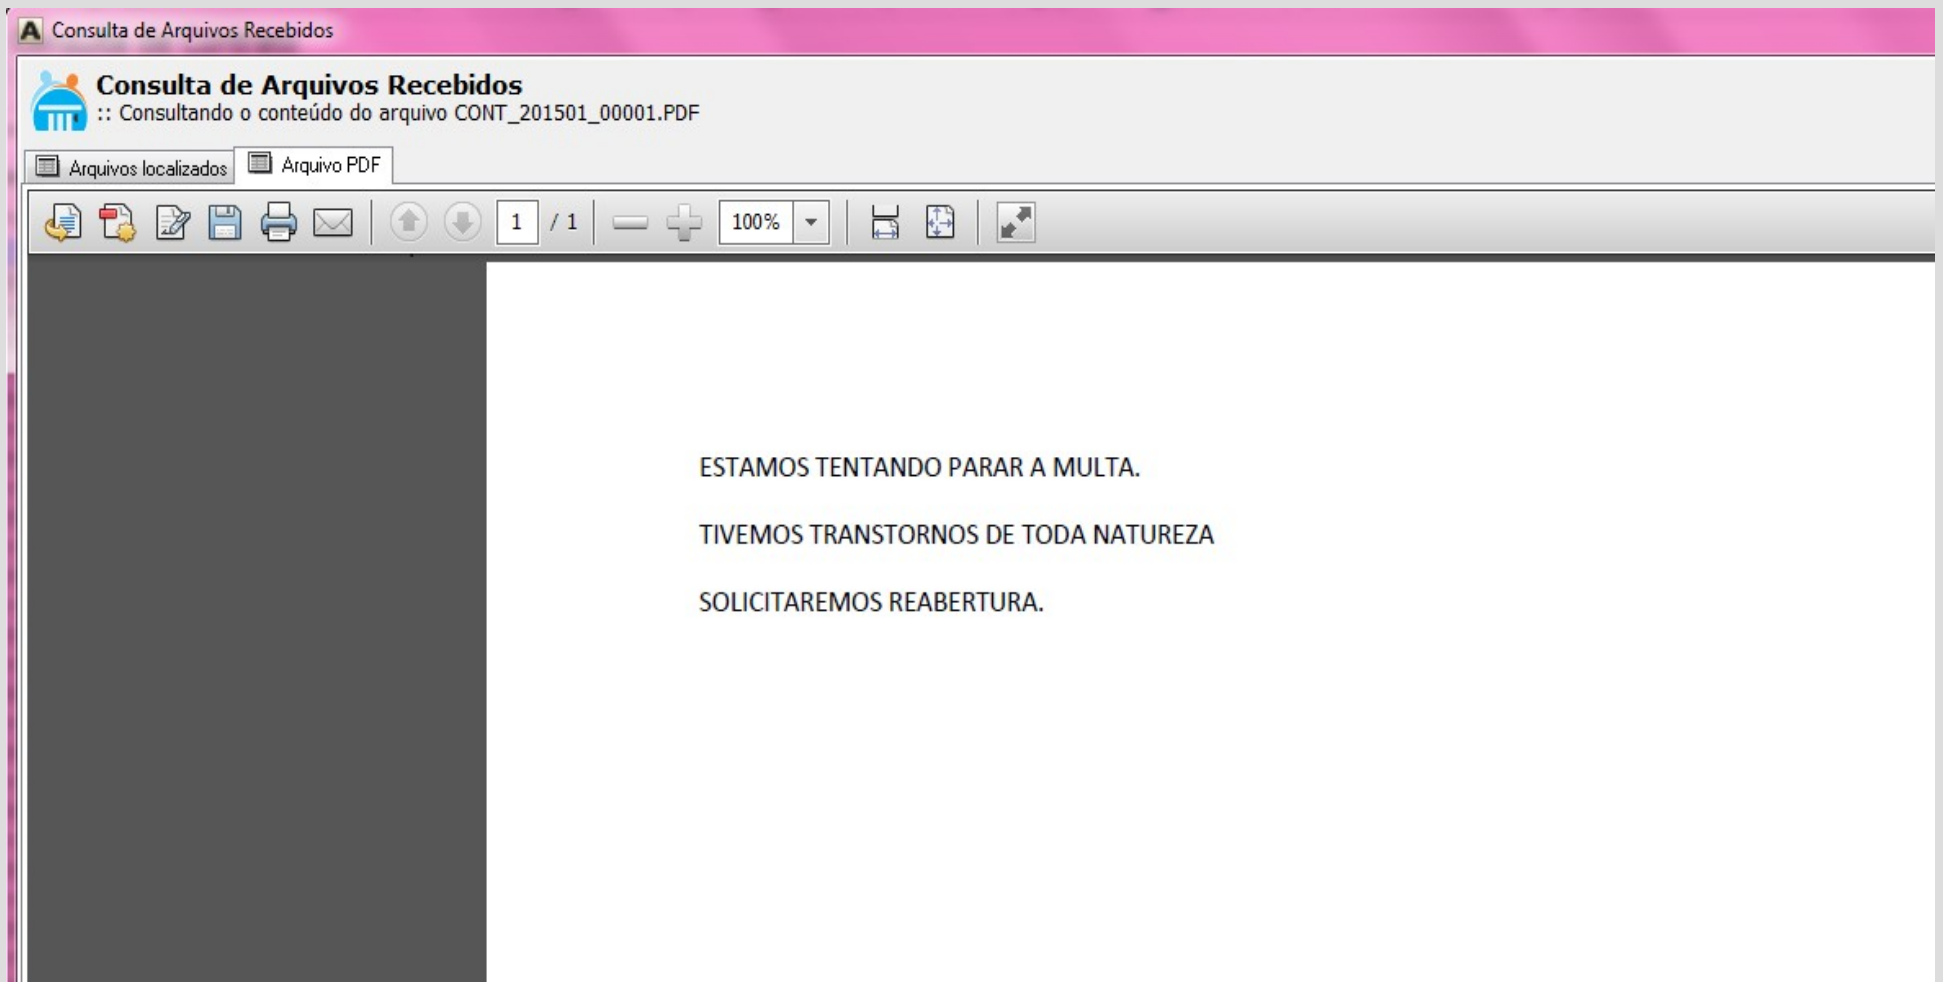 Consulta de Arquivos Recebidos
Consulta de Arquivos Recebidos
:: Consultando o conteúdo do arquivo CONT_201501_00001.PDF
Arquivos localizados Arquivo PDF
1 / 1 100%
ESTAMOS TENTANDO PARAR A MULTA.
TIVEMOS TRANSTORNOS DE TODA NATUREZA
SOLICITAREMOS REABERTURA.